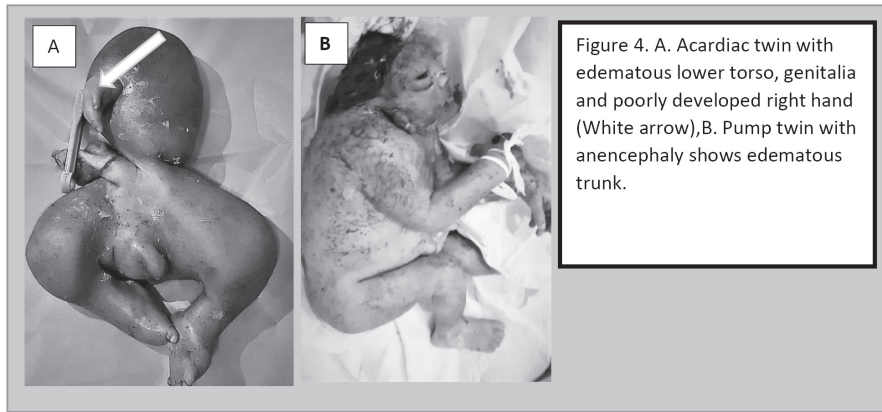 A
B
Figure 4. A. Acardiac twin with
edematous lower torso, genitalia
and poorly developed right hand
(White arrow),B. Pump twin with
anencephaly shows edematous
trunk.